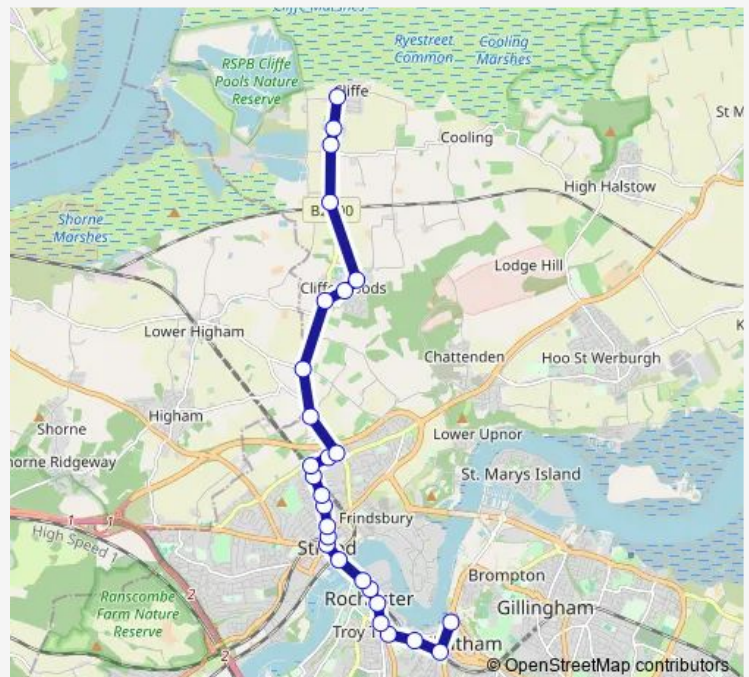 Cliffe Marshes
Ryestreet
Common
Cooling
Marshes
RSPB Cliffe
Pools Nature
Reserve
Cliffe
St M
Cooling
High Halstow
Shorne
Marshes
Lodge Hill
Lower Higham
Chattenden
Hoo St Werburgh
Higham
Shorne
Lower Upnor
horne Ridgeway
St. Marys Island
1
1
High Speed 1
Frindsbury
Brompton
2
Ranscombe
Farm Nature
Reserve
Gillingham
2
© OpenStreetMap contributors